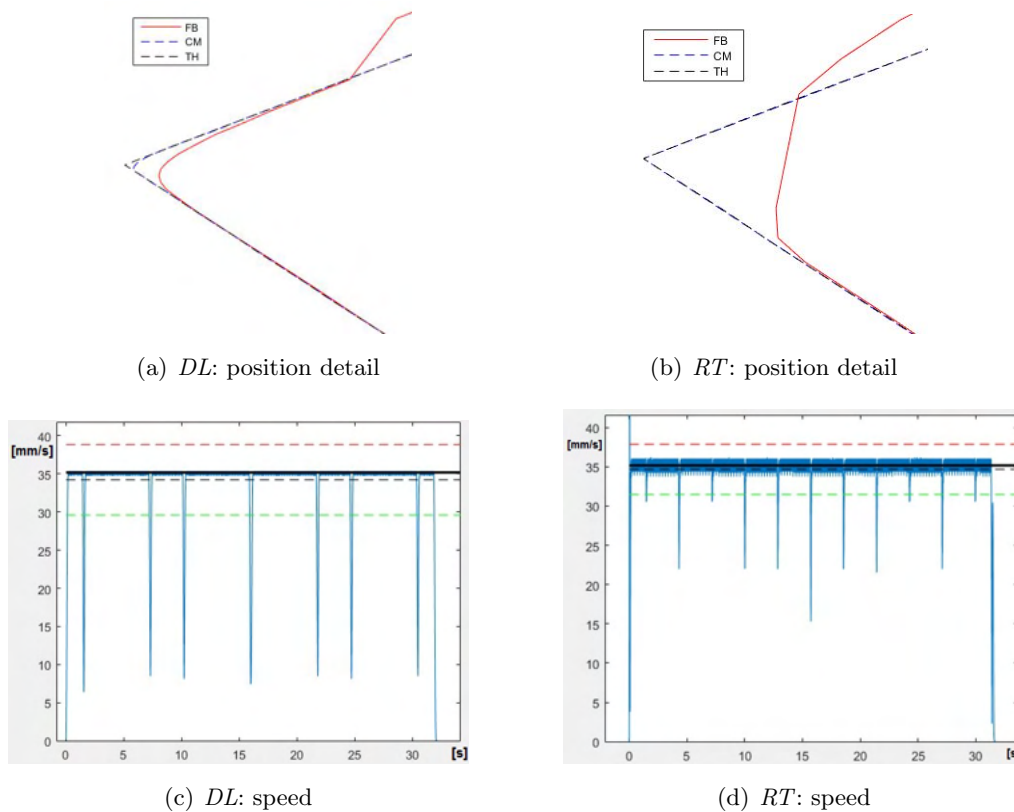 FB
CM
TH
FB
CM
TH
(a) DL: position detail
(b) RT: position detail
40
[mm/s]
35
30
25
20
15
10
5
0
0 5 10 15 20 25 30 [s]
40
[mm/s]
35
30
25
20
15
10
5
0
0 5 10 15 20 25 30 [s
(c) DL: speed
(d) RT: speed